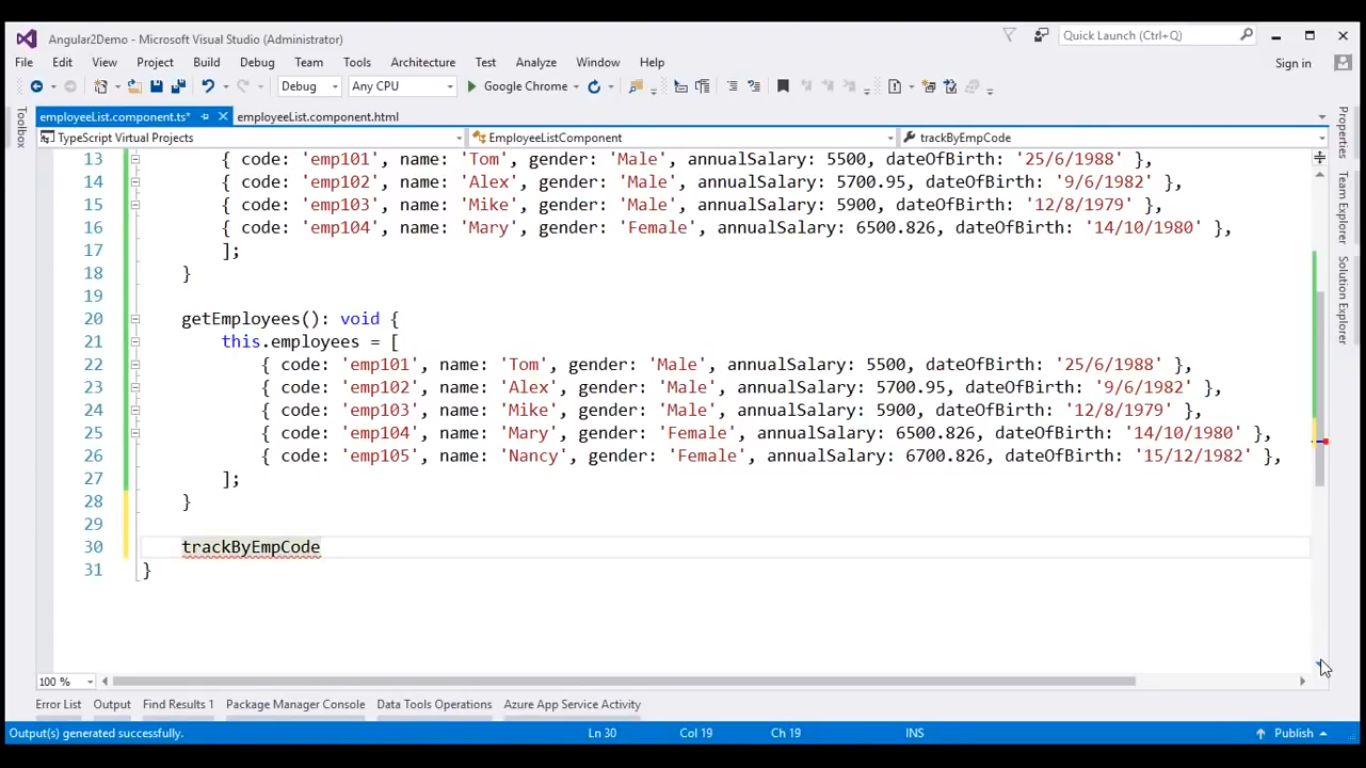 Angular2Demo - Microsoft Visual Studio (Administrator)
Quick Launch (Ctrl+Q)
File Edit View Project Build Debug Team Tools Architecture Test Analyze Window Help
Sign in
Debug Any CPU Google Chrome
employeeList.component.ts* employeeList.component.html
TypeScript Virtual Projects EmployeeListComponent trackByEmpCode
13 { code: 'emp101', name: 'Tom', gender: 'Male', annualSalary: 5500, dateOfBirth: '25/6/1988' },
14 { code: 'emp102', name: 'Alex', gender: 'Male', annualSalary: 5700.95, dateOfBirth: '9/6/1982' },
15 { code: 'emp103', name: 'Mike', gender: 'Male', annualSalary: 5900, dateOfBirth: '12/8/1979' },
16 { code: 'emp104', name: 'Mary', gender: 'Female', annualSalary: 6500.826, dateOfBirth: '14/10/1980' },
17 ];
18 }
19
20 getEmployees(): void {
21 this.employees = [
22 { code: 'emp101', name: 'Tom', gender: 'Male', annualSalary: 5500, dateOfBirth: '25/6/1988' },
23 { code: 'emp102', name: 'Alex', gender: 'Male', annualSalary: 5700.95, dateOfBirth: '9/6/1982' },
24 { code: 'emp103', name: 'Mike', gender: 'Male', annualSalary: 5900, dateOfBirth: '12/8/1979' },
25 { code: 'emp104', name: 'Mary', gender: 'Female', annualSalary: 6500.826, dateOfBirth: '14/10/1980' },
26 { code: 'emp105', name: 'Nancy', gender: 'Female', annualSalary: 6700.826, dateOfBirth: '15/12/1982' },
27 ];
28 }
29
30 trackByEmpCode
31 }
Toolbox
Properties
Team Explorer
Solution Explorer
100 %
Error List Output Find Results 1 Package Manager Console Data Tools Operations Azure App Service Activity
Output(s) generated successfully. Ln 30 Col 19 Ch 19 INS Publish